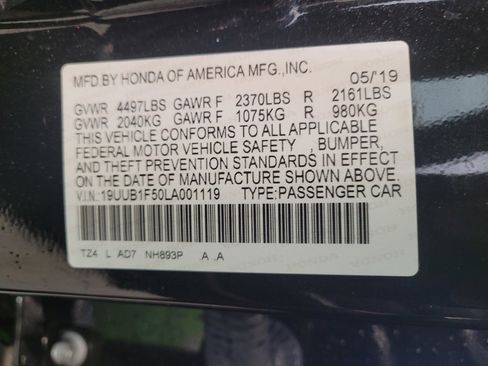 MFD.BY HONDA OF AMERICA MFG.,INC.
05/'19
GVWR 4497LBS GAWR F 2370LBS R 2161LBS
GVWR 2040KG GAWR F 1075KG R 980KG
THIS VEHICLE CONFORMS TO ALL APPLICABLE
FEDERAL MOTOR VEHICLE SAFETY, BUMPER,
AND THEFT PREVENTION STANDARDS IN EFFECT
ON THE DATE OF MANUFACTURE SHOWN ABOVE.
V.I.N.:19UUB1F50LA001119 TYPE:PASSENGER CAR
TZ4 L AD7 NH893P .A .A